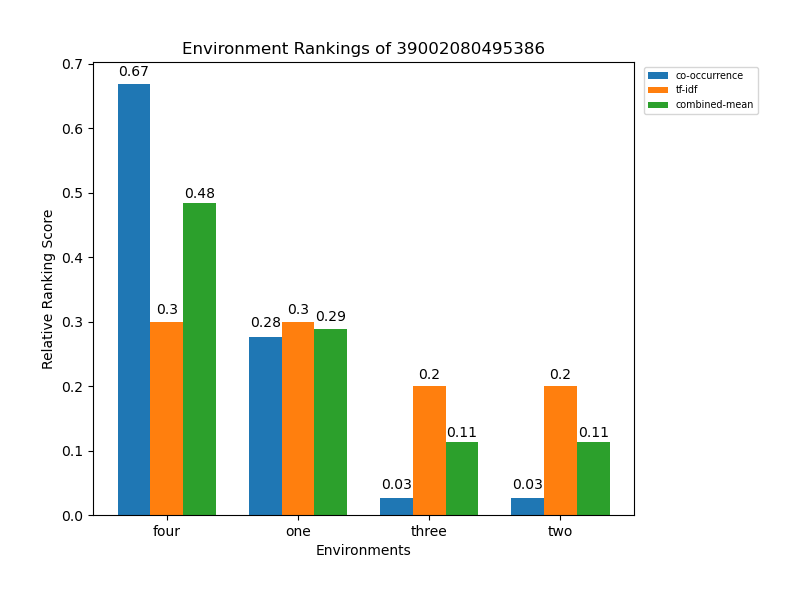 Environment Rankings of 39002080495386
co-occurrence
tf-idf
combined-mean
Relative Ranking Score
0.7
0.6
0.5
0.4
0.3
0.2
0.1
0.0
0.67
0.3
0.48
0.28
0.3
0.29
0.03
0.2
0.11
0.03
0.2
0.11
four one three two
Environments